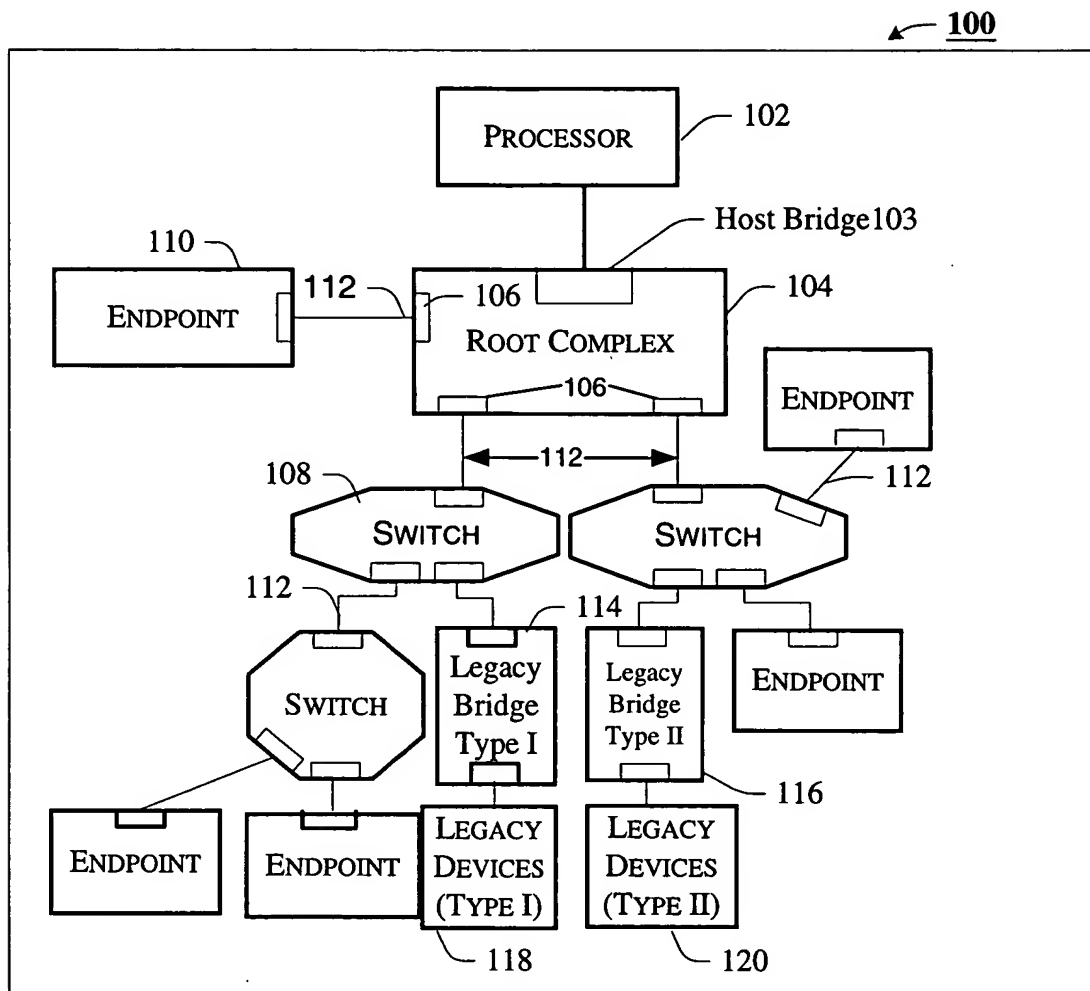 100
PROCESSOR
102
Host Bridge103
110
ENDPOINT
112
106
104
ROOT COMPLEX
106
ENDPOINT
112
108
112
SWITCH
SWITCH
112
114
SWITCH
Legacy
Bridge
Type I
Legacy
Bridge
Type II
ENDPOINT
116
ENDPOINT
ENDPOINT
LEGACY
DEVICES
(TYPE I)
LEGACY
DEVICES
(TYPE II)
118
120